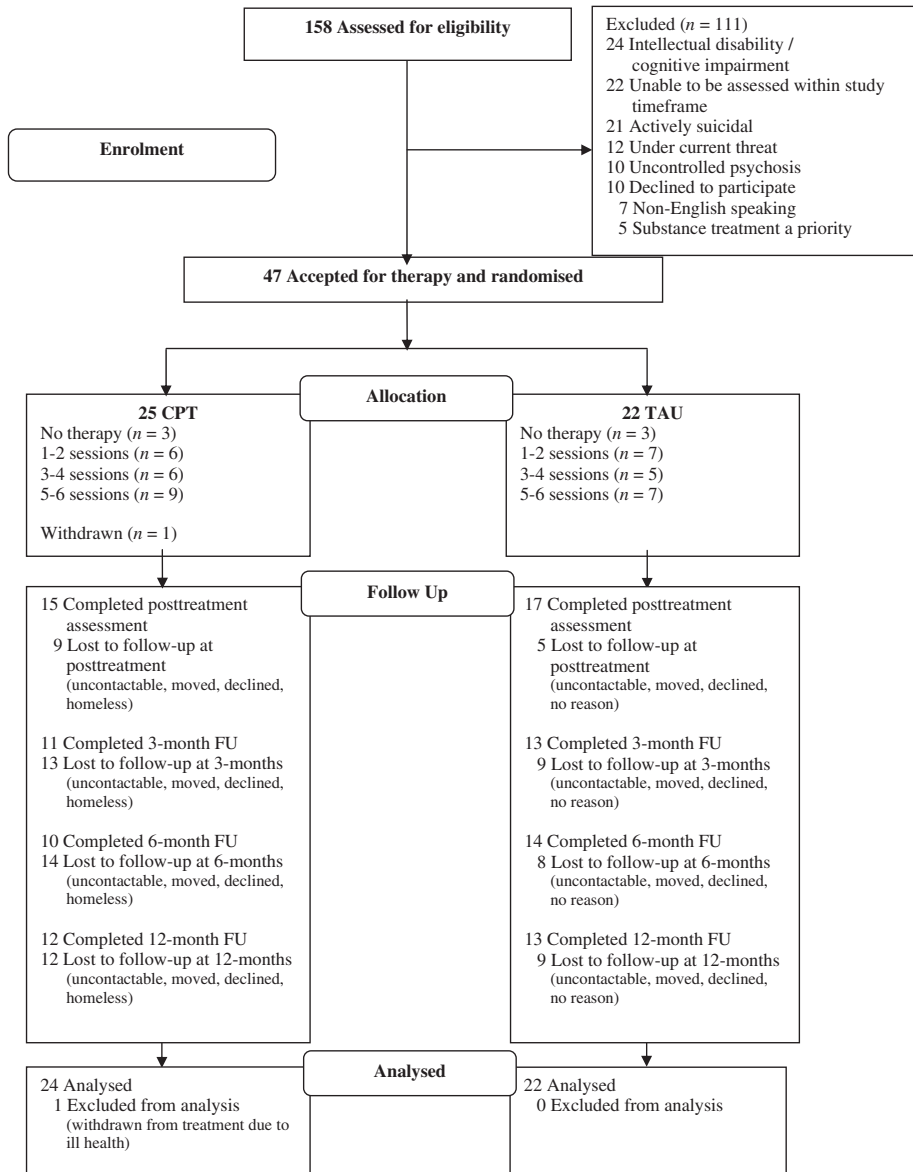 158 Assessed for eligibility
Excluded (n = 111)
24 Intellectual disability /
cognitive impairment
22 Unable to be assessed within study
timeframe
21 Actively suicidal
12 Under current threat
10 Uncontrolled psychosis
10 Declined to participate
7 Non-English speaking
5 Substance treatment a priority
Enrolment
47 Accepted for therapy and randomised
Allocation
25 CPT
No therapy (n = 3)
1-2 sessions (n = 6)
3-4 sessions (n = 6)
5-6 sessions (n = 9)
Withdrawn (n = 1)
22 TAU
No therapy (n = 3)
1-2 sessions (n = 7)
3-4 sessions (n = 5)
5-6 sessions (n = 7)
Follow Up
15 Completed posttreatment
assessment
9 Lost to follow-up at
posttreatment
(uncontactable, moved, declined,
homeless)
11 Completed 3-month FU
13 Lost to follow-up at 3-months
(uncontactable, moved, declined,
homeless)
10 Completed 6-month FU
14 Lost to follow-up at 6-months
(uncontactable, moved, declined,
homeless)
12 Completed 12-month FU
12 Lost to follow-up at 12-months
(uncontactable, moved, declined,
homeless)
17 Completed posttreatment
assessment
5 Lost to follow-up at
posttreatment
(uncontactable, moved, declined,
no reason)
13 Completed 3-month FU
9 Lost to follow-up at 3-months
(uncontactable, moved, declined,
no reason)
14 Completed 6-month FU
8 Lost to follow-up at 6-months
(uncontactable, moved, declined,
no reason)
13 Completed 12-month FU
9 Lost to follow-up at 12-months
(uncontactable, moved, declined,
no reason)
Analysed
24 Analysed
1 Excluded from analysis
(withdrawn from treatment due to
ill health)
22 Analysed
0 Excluded from analysis